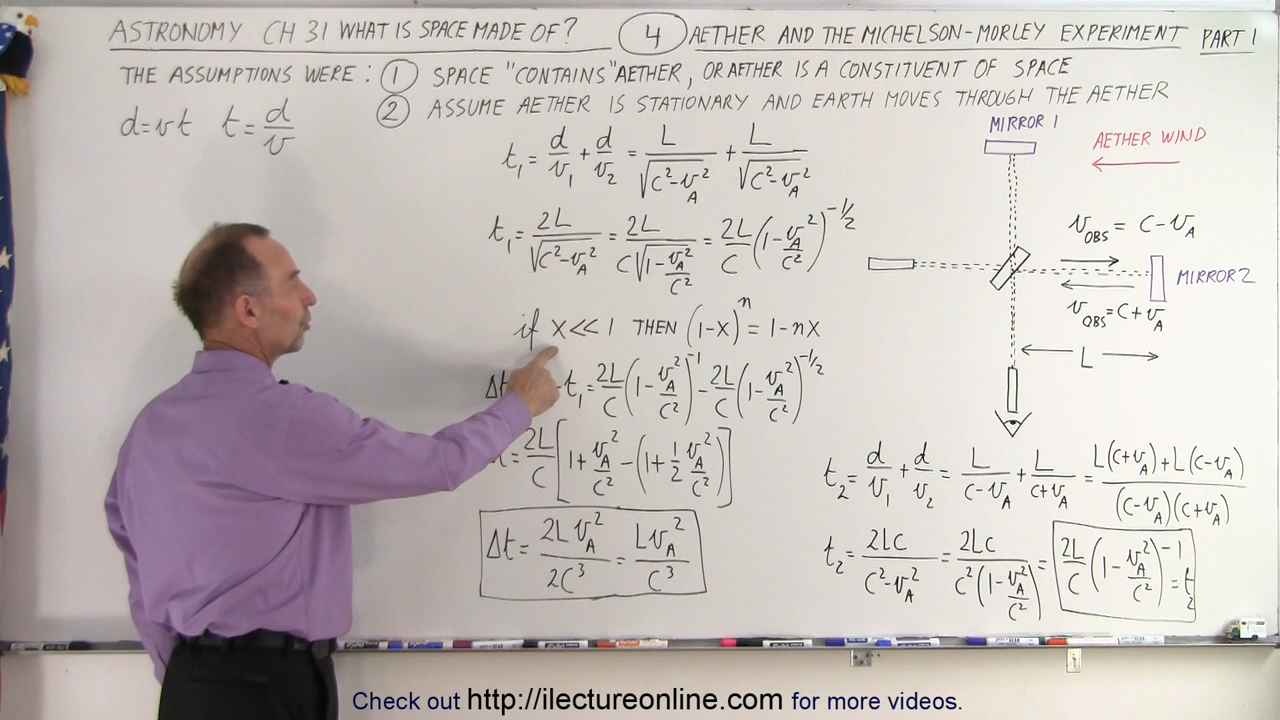 ASTRONOMY CH 31 WHAT IS SPACE MADE OF? ④ AETHER AND THE MICHELSON-MORLEY EXPERIMENT PART 1
THE ASSUMPTIONS WERE: ① SPACE "CONTAINS" AETHER, OR AETHER IS A CONSTITUENT OF SPACE
② ASSUME AETHER IS STATIONARY AND EARTH MOVES THROUGH THE AETHER
d=vt t=d/v
t₁ = d/v₁ + d/v₂ = L/√(C²-v_A²) + L/√(C²-v_A²)
t₁ = 2L/√(C²-v_A²) = 2L/(C√(1-v_A²/C²)) = 2L/C (1-v_A²/C²)^(-1/2)
if X<<1 THEN (1-X)^n = 1-nX
Δt - t₁ = 2L/C (1-v_A²/C²)^(-1) - 2L/C (1-v_A²/C²)^(-1/2)
t = 2L/C [1+v_A²/C² - (1+1/2 v_A²/C²)]
Δt = 2Lv_A²/2C³ = Lv_A²/C³
MIRROR 1
AETHER WIND
v_OBS = C-v_A
MIRROR 2
v_OBS = C+v_A
L
t₂ = d/v₁ + d/v₂ = L/(C-v_A) + L/(C+v_A) = (L(C+v_A)+L(C-v_A))/((C-v_A)(C+v_A))
t₂ = 2LC/(C²-v_A²) = 2LC/(C²(1-v_A²/C²)) = 2L/C (1-v_A²/C²)^(-1) = t₂
Check out http://ilectureonline.com for more videos.